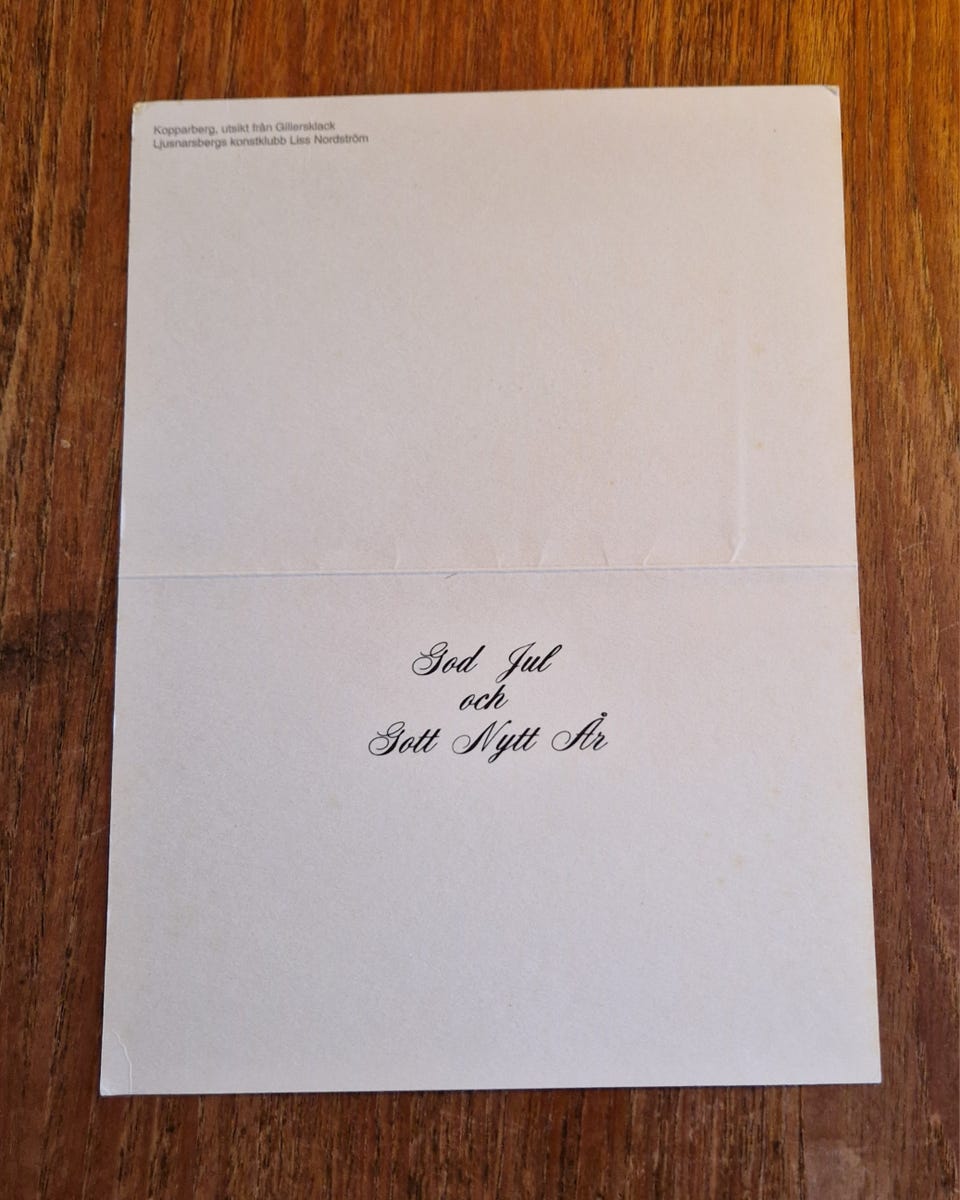 Kopparberg, utsikt från Gillersklack
Ljusnarsbergs konstklubb Liss Nordström
God Jul
och
Gott Nytt År